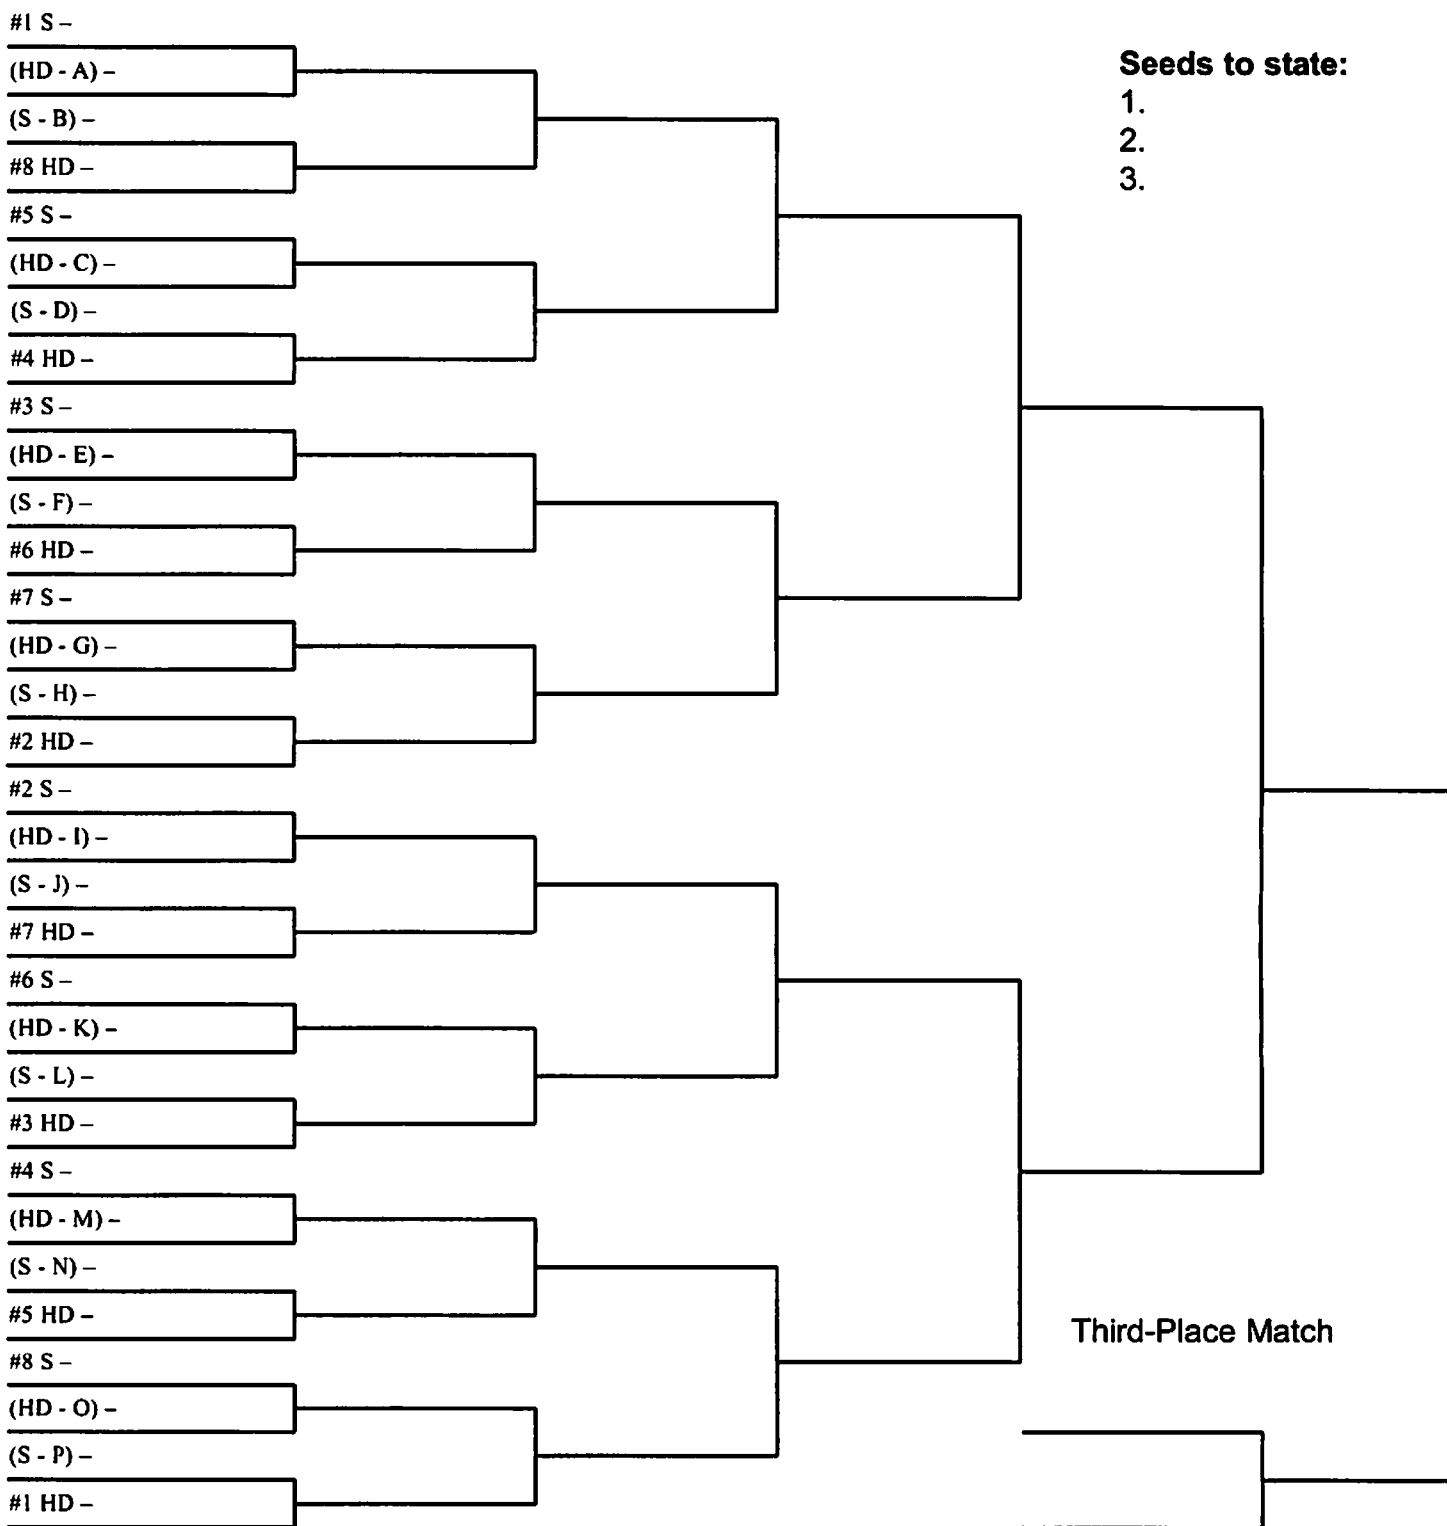 #1 S –
(HD - A) –
(S - B) –
#8 HD –
#5 S –
(HD - C) –
(S - D) –
#4 HD –
#3 S –
(HD - E) –
(S - F) –
#6 HD –
#7 S –
(HD - G) –
(S - H) –
#2 HD –
#2 S –
(HD - I) –
(S - J) –
#7 HD –
#6 S –
(HD - K) –
(S - L) –
#3 HD –
#4 S –
(HD - M) –
(S - N) –
#5 HD –
#8 S –
(HD - O) –
(S - P) –
#1 HD –
Seeds to state:
1.
2.
3.
Third-Place Match